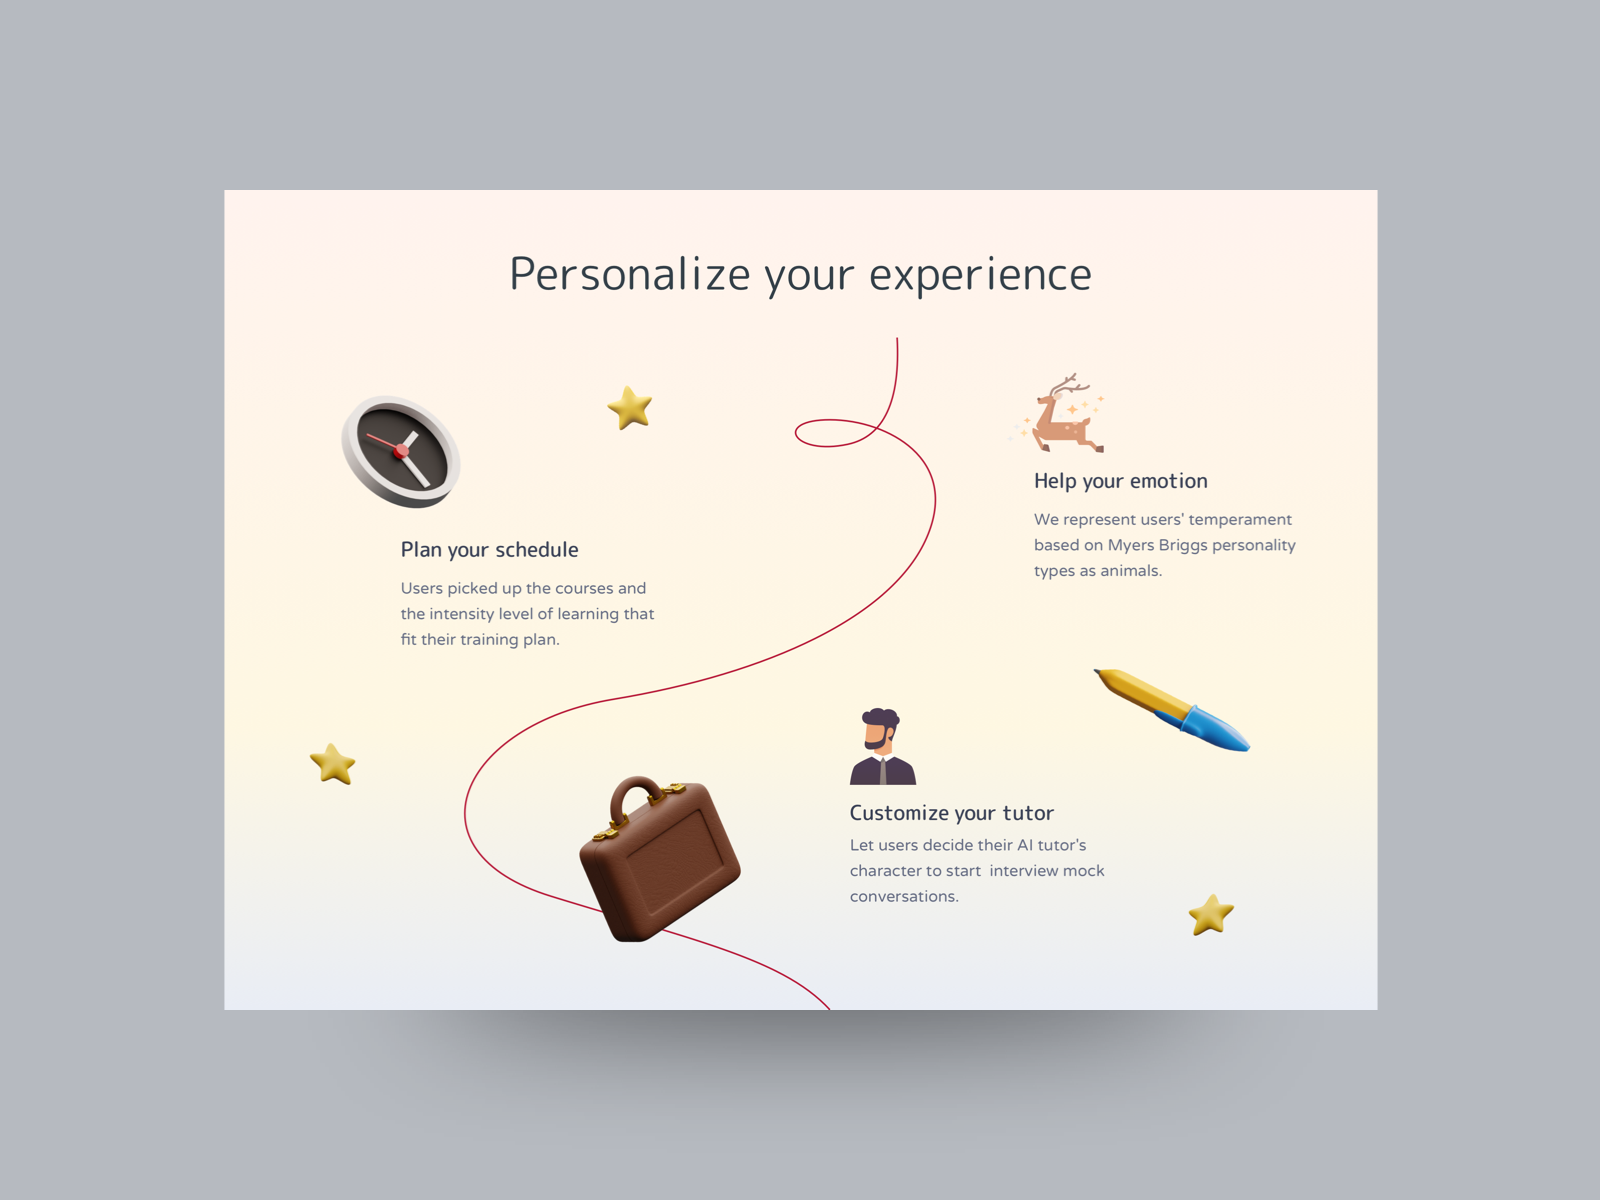 Personalize your experience
Plan your schedule
Users picked up the courses and
the intensity level of learning that
fit their training plan.
Help your emotion
We represent users' temperament
based on Myers Briggs personality
types as animals.
Customize your tutor
Let users decide their AI tutor's
character to start  interview mock
conversations.